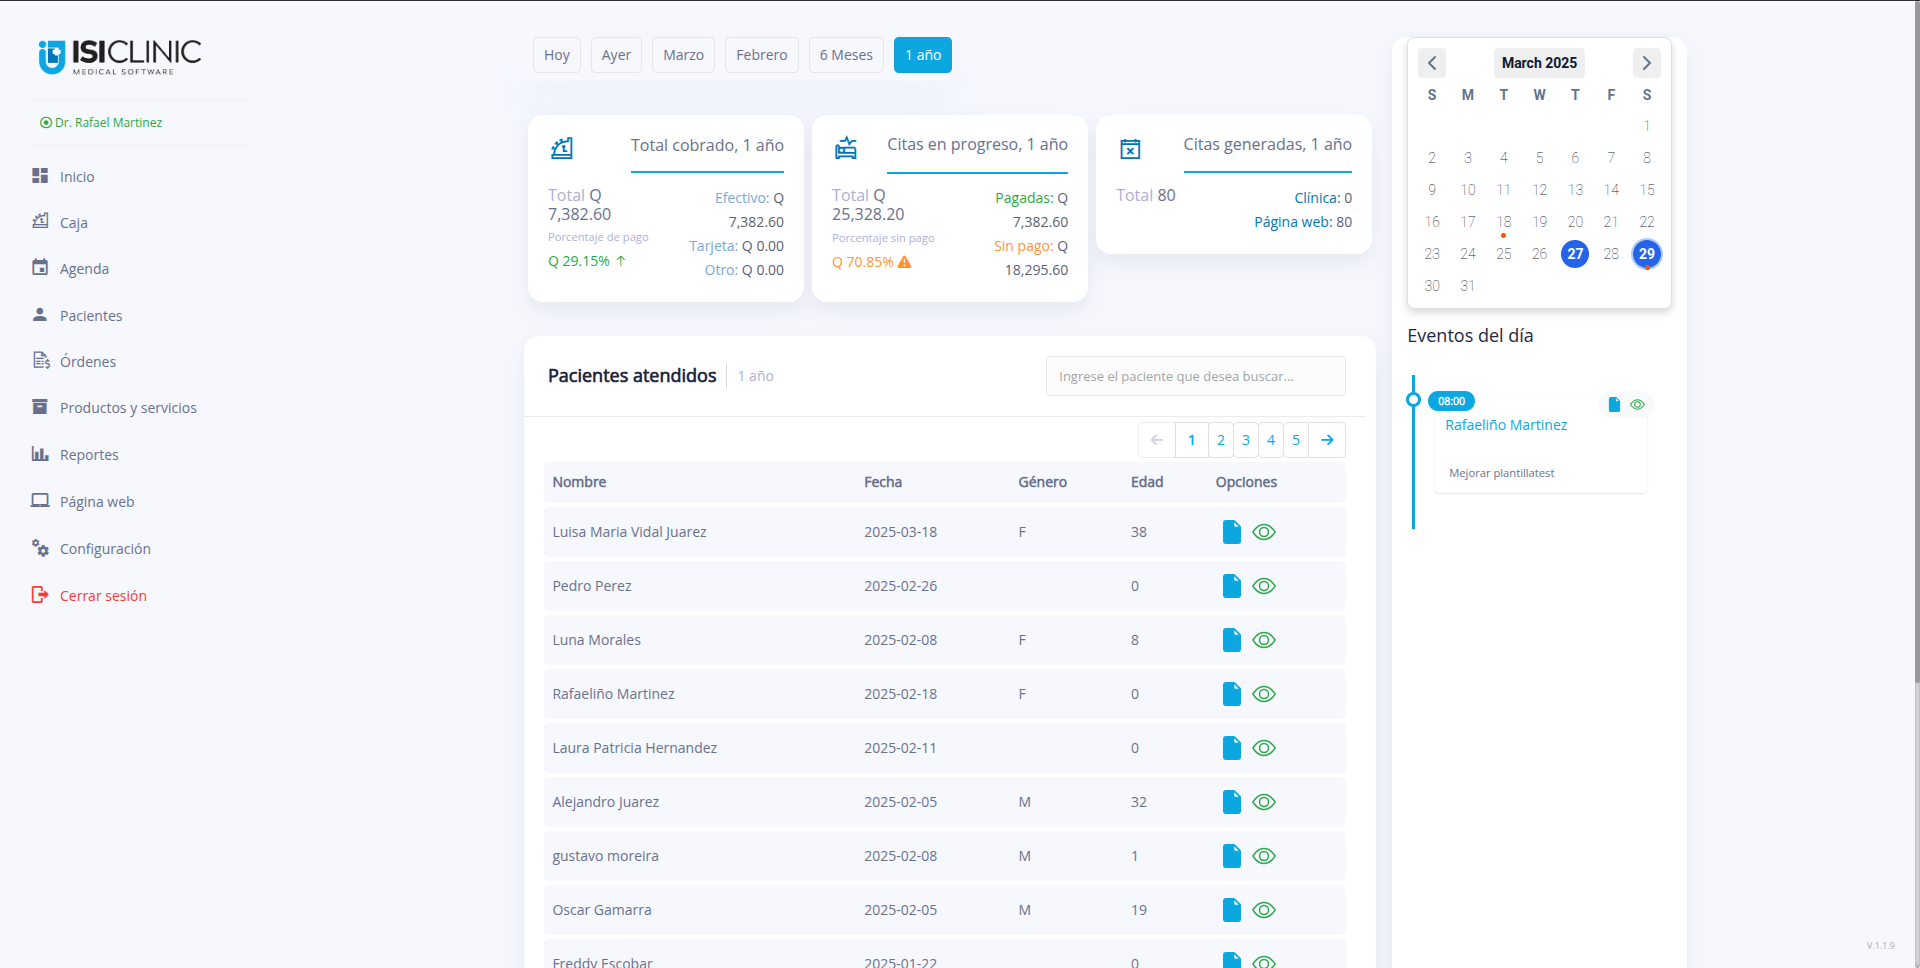 ISICLINIC
MEDICAL SOFTWARE
Dr. Rafael Martinez
Inicio
Caja
Agenda
Pacientes
Órdenes
Productos y servicios
Reportes
Página web
Configuración
Cerrar sesión
Hoy Ayer Marzo Febrero 6 Meses 1 año
Total cobrado, 1 año
Total Q
7,382.60
Porcentaje de pago
Q 29.15%
Efectivo: Q
7,382.60
Tarjeta: Q 0.00
Otro: Q 0.00
Citas en progreso, 1 año
Total Q
25,328.20
Porcentaje sin pago
Q 70.85%
Pagadas: Q
7,382.60
Sin pago: Q
18,295.60
Citas generadas, 1 año
Total 80
Clínica: 0
Página web: 80
Pacientes atendidos 1 año
Ingrese el paciente que desea buscar...
1 2 3 4 5
Nombre Fecha Género Edad Opciones
Luisa Maria Vidal Juarez 2025-03-18 F 38
Pedro Perez 2025-02-26 0
Luna Morales 2025-02-08 F 8
Rafaeliño Martinez 2025-02-18 F 0
Laura Patricia Hernandez 2025-02-11 0
Alejandro Juarez 2025-02-05 M 32
gustavo moreira 2025-02-08 M 1
Oscar Gamarra 2025-02-05 M 19
Freddy Escobar 2025-01-22 0
March 2025
S M T W T F S
1
2 3 4 5 6 7 8
9 10 11 12 13 14 15
16 17 18 19 20 21 22
23 24 25 26 27 28 29
30 31
Eventos del día
08:00
Rafaeliño Martinez
Mejorar plantillatest
V.1.1.9